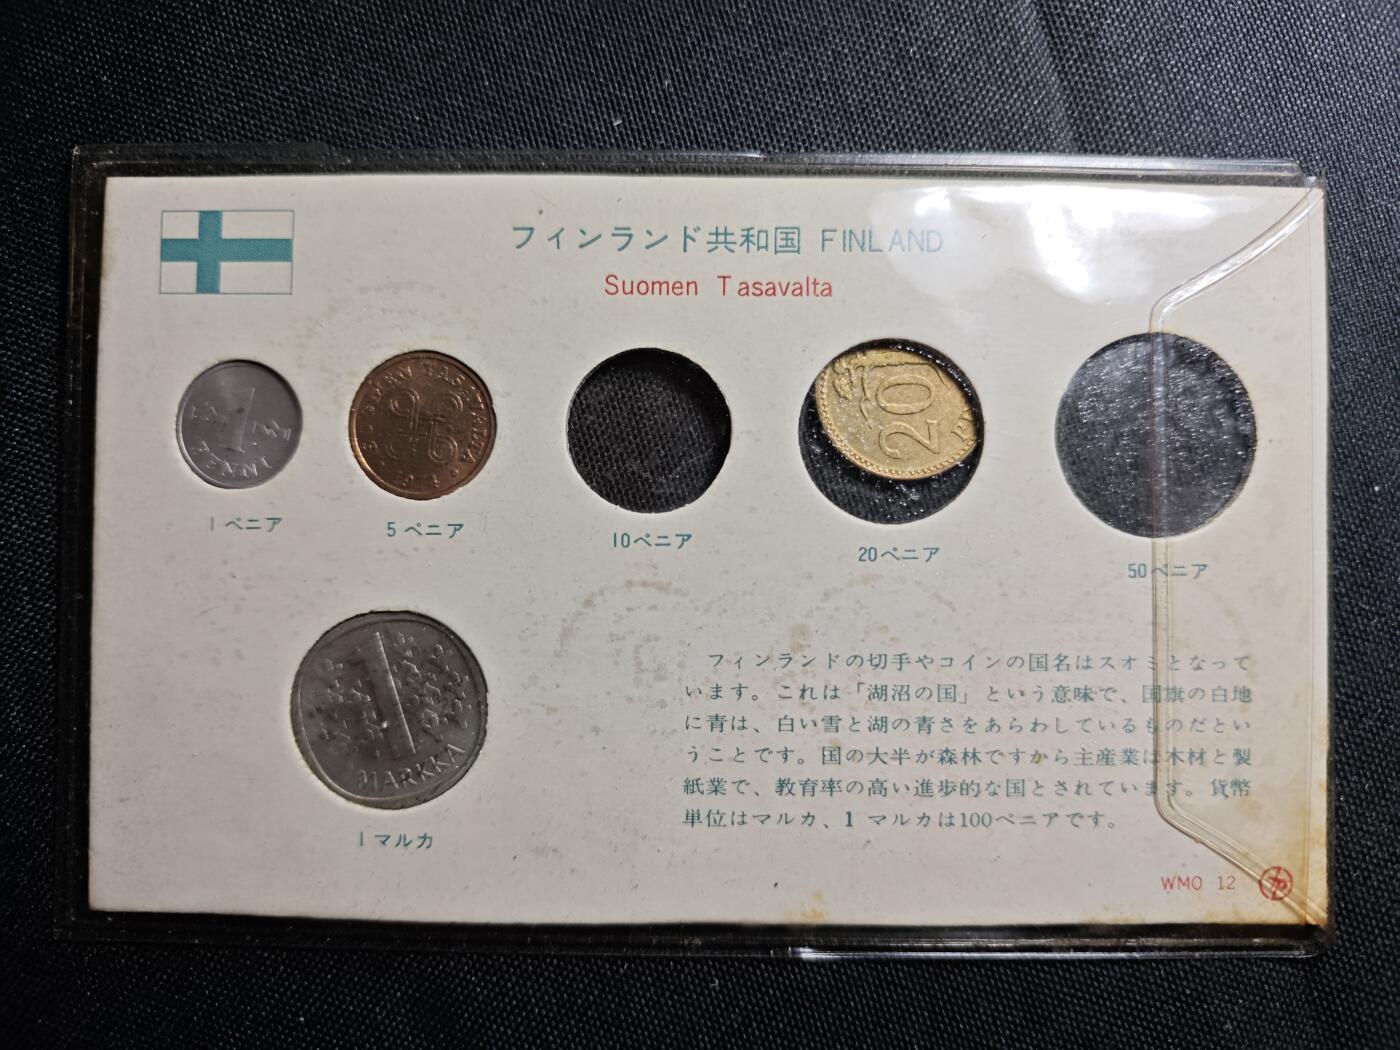 フィンランド共和国 FINLAND
Suomen Tasavalta
1 PENNI
SUOMEN TASAVALTA
20
1ペニア
5ペニア
10ペニア
20ペニア
50ペニア
1 MARKKA
1マルカ
フィンランドの切手やコインの国名はスオミとなって
います。これは「湖沼の国」という意味で、国旗の白地
に青は、白い雪と湖の青さをあらわしているものだとい
うことです。国の大半が森林ですから主産業は木材と製
紙業で、教育率の高い進歩的な国とされています。貨幣
単位はマルカ、1 マルカは100ペニアです。
WMO 12